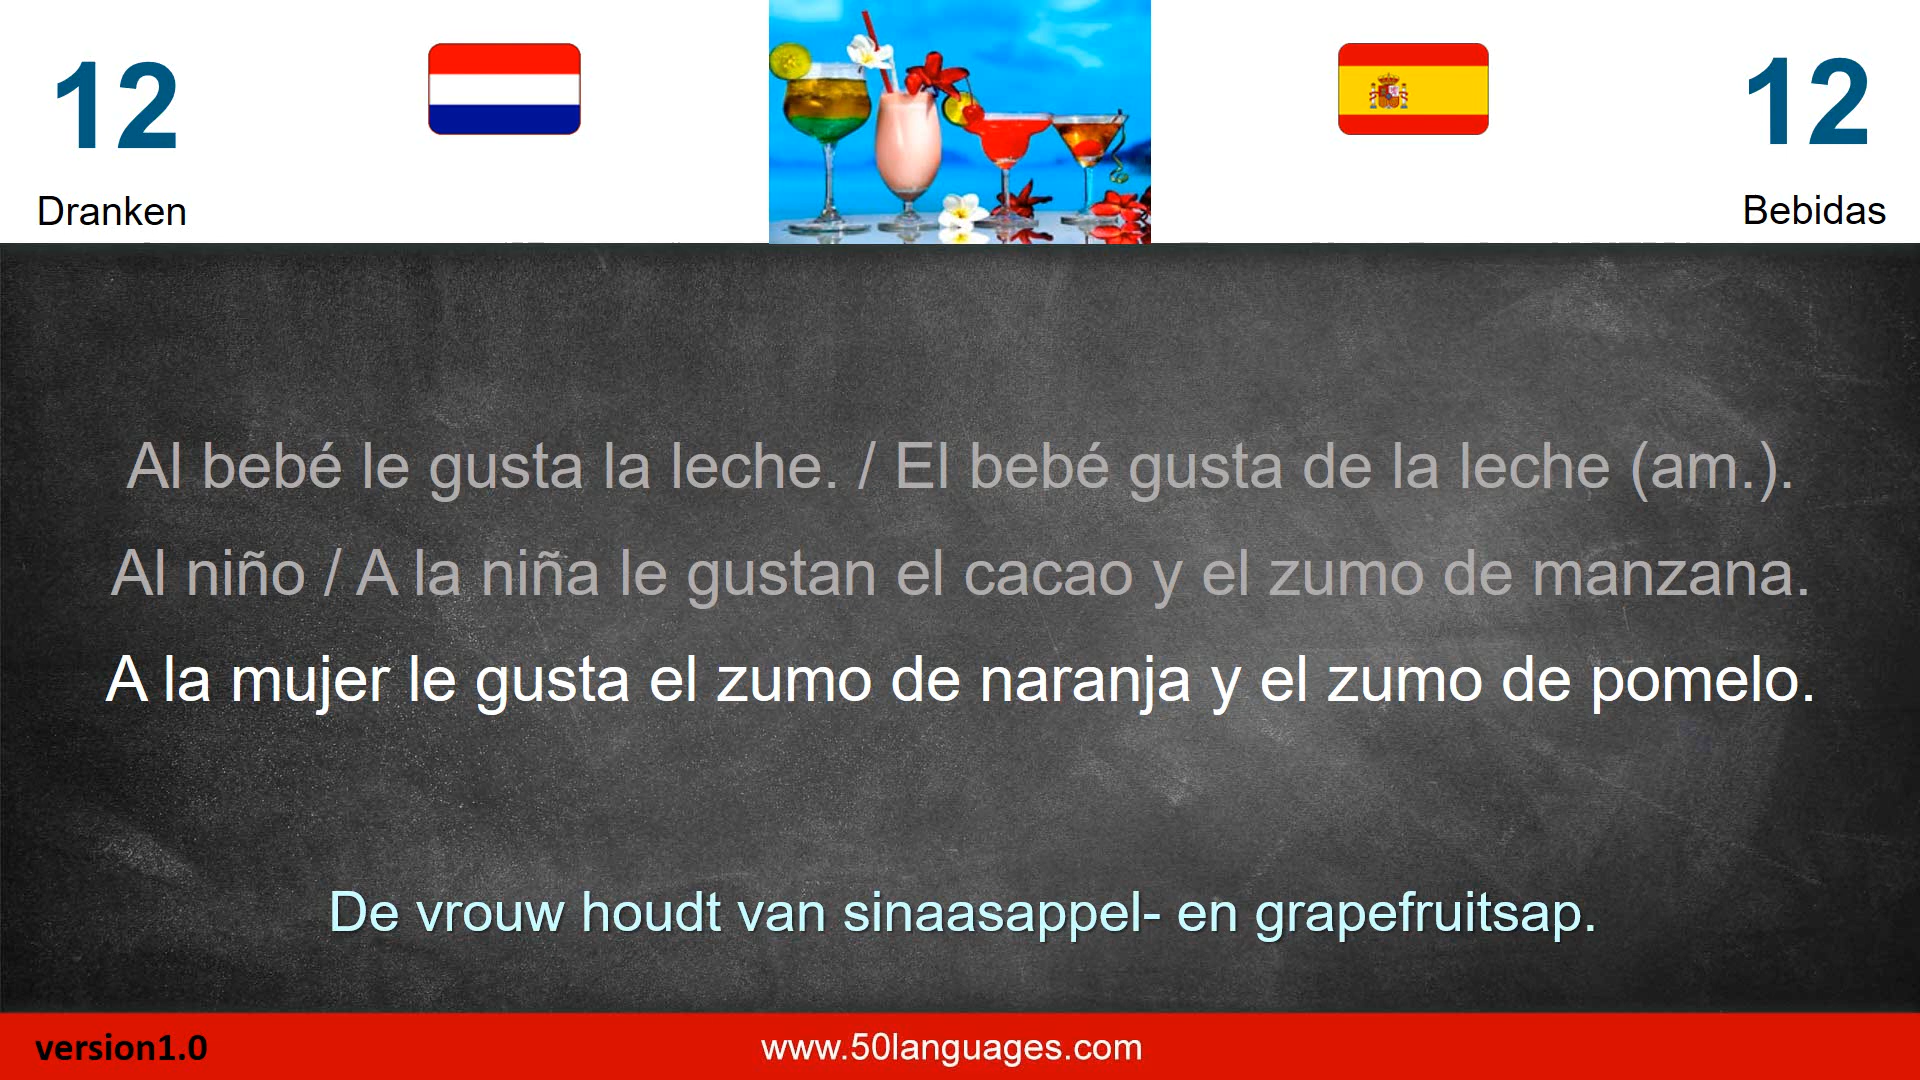 12
12
Dranken
Bebidas
Al bebé le gusta la leche. / El bebé gusta de la leche (am.).
Al niño / A la niña le gustan el cacao y el zumo de manzana.
A la mujer le gusta el zumo de naranja y el zumo de pomelo.
De vrouw houdt van sinaasappel- en grapefruitsap.
version1.0
www.50languages.com